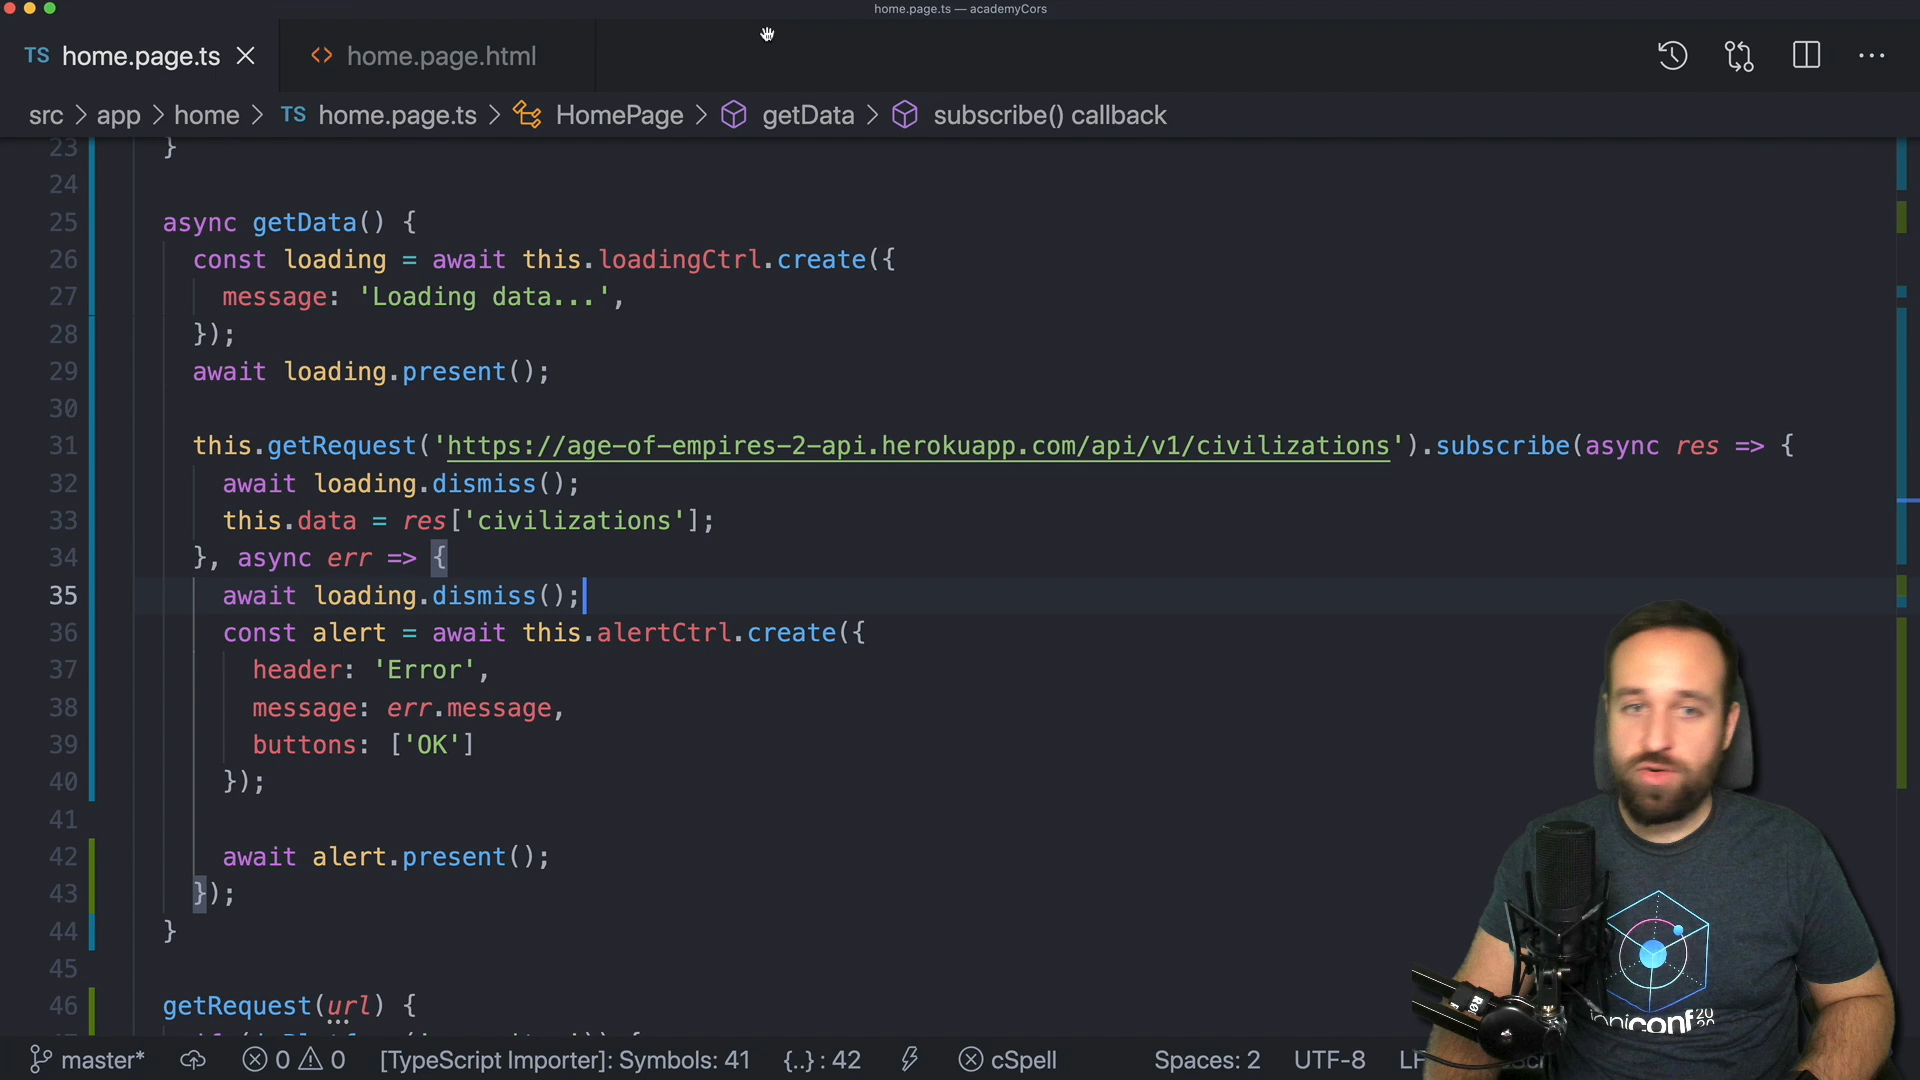 home.page.ts — academyCors
TS home.page.ts
<> home.page.html
src > app > home > TS home.page.ts > HomePage > getData > subscribe() callback
23 }
24
25 async getData() {
26 const loading = await this.loadingCtrl.create({
27 message: 'Loading data...',
28 });
29 await loading.present();
30
31 this.getRequest('https://age-of-empires-2-api.herokuapp.com/api/v1/civilizations').subscribe(async res => {
32 await loading.dismiss();
33 this.data = res['civilizations'];
34 }, async err => {
35 await loading.dismiss();
36 const alert = await this.alertCtrl.create({
37 header: 'Error',
38 message: err.message,
39 buttons: ['OK']
40 });
41
42 await alert.present();
43 });
44 }
45
46 getRequest(url) {
master* 0 0 [TypeScript Importer]: Symbols: 41 {..} : 42 cSpell Spaces: 2 UTF-8
RØDE
ioniconf 2020